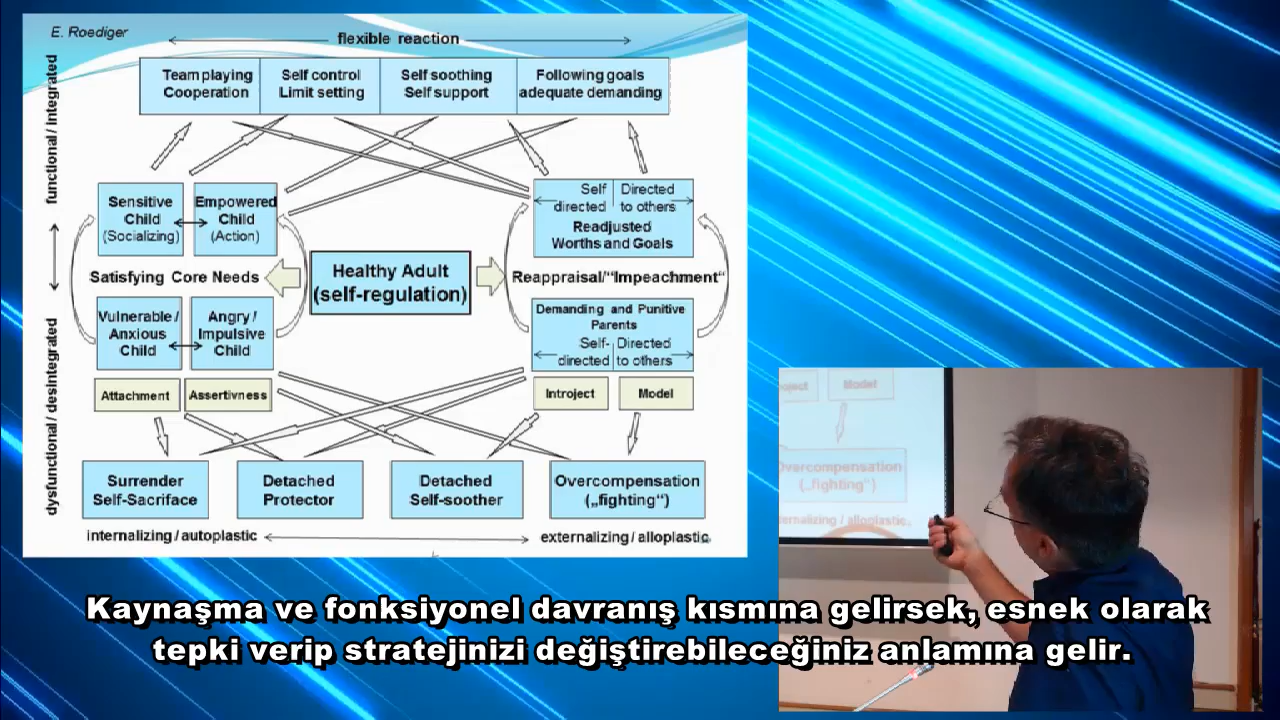 E. Roediger
flexible reaction
functional / integrated
Team playing
Cooperation
Self control
Limit setting
Self soothing
Self support
Following goals
adequate demanding
Sensitive
Child
(Socializing)
Empowered
Child
(Action)
Self
directed
Directed
to others
Readjusted
Worths and Goals
Satisfying Core Needs
Healthy Adult
(self-regulation)
Reappraisal/"Impeachment“
dysfunctional / desintegrated
Vulnerable /
Anxious
Child
Angry /
Impulsive
Child
Demanding and Punitive
Parents
Self-
directed
Directed
to others
Attachment
Assertivness
Introject
Model
Surrender
Self-Sacriface
Detached
Protector
Detached
Self-soother
Overcompensation
(„fighting“)
internalizing / autoplastic
externalizing / alloplastic
Model
Overcompensation
(„fighting“)
alloplastic
Kaynaşma ve fonksiyonel davranış kısmına gelirsek, esnek olarak
tepki verip stratejinizi değiştirebileceğiniz anlamına gelir.